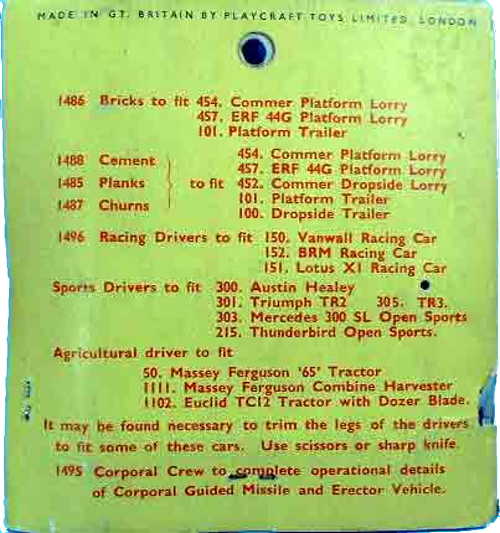 MADE IN GT. BRITAIN BY PLAYCRAFT TOYS LIMITED, LONDON
1486 Bricks to fit 454. Commer Platform Lorry
457. ERF 44G Platform Lorry
101. Platform Trailer
454. Commer Platform Lorry
1488 Cement 457. ERF 44G Platform Lorry
1485 Planks to fit 452. Commer Dropside Lorry
101. Platform Trailer
1487 Churns 100. Dropside Trailer
1496 Racing Drivers to fit 150. Vanwall Racing Car
152. BRM Racing Car
151. Lotus X1 Racing Car
Sports Drivers to fit 300. Austin Healey
301. Triumph TR2 305. TR3.
303. Mercedes 300 SL Open Sports
215. Thunderbird Open Sports.
Agricultural driver to fit
50. Massey Ferguson '65' Tractor
1111. Massey Ferguson Combine Harvester
1102. Euclid TC12 Tractor with Dozer Blade.
It may be found necessary to trim the legs of the drivers
to fit some of these cars. Use scissors or sharp knife.
1495 Corporal Crew to complete operational details
of Corporal Guided Missile and Erector Vehicle.